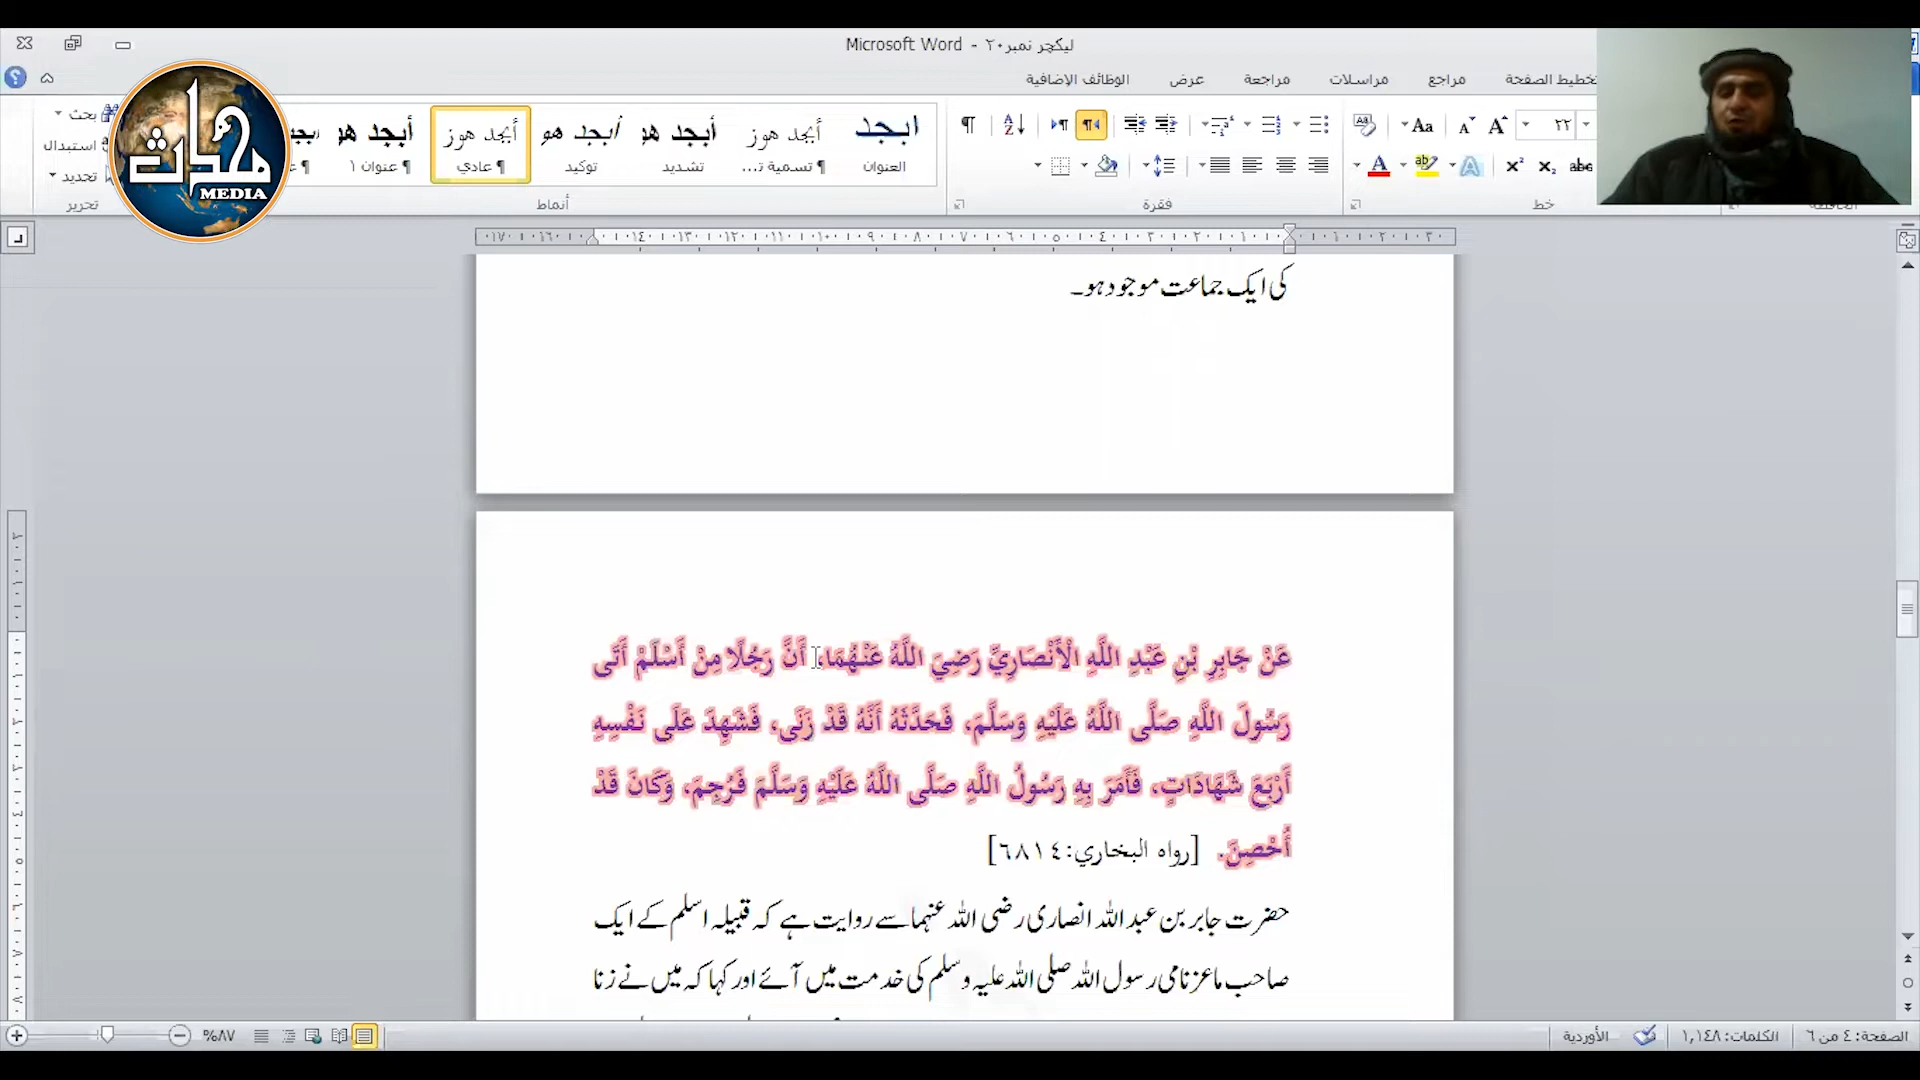 ليكچر نمبر٢٠ - Microsoft Word
تخطيط الصفحة
مراجع
مراسلات
مراجعة
عرض
الوظائف الإضافية
محدث
MEDIA
بحث
استبدال
تحديد
تحرير
ابجد
العنوان
أبجد هوز
¶ تسمية ت...
أبجد هو
تشديد
أبجد هو
توكيد
أبجد هوز
¶ عادي
أبجد هو
¶ عنوان ١
أنماط
فقرة
خط
٢٢
کی ایک جماعت موجود ہو۔
عَنْ جَابِرِ بْنِ عَبْدِ اللَّهِ الْأَنْصَارِيِّ رَضِيَ اللَّهُ عَنْهُمَا، أَنَّ رَجُلًا مِنْ أَسْلَمَ أَتَى
رَسُولَ اللَّهِ صَلَّى اللَّهُ عَلَيْهِ وَسَلَّمَ، فَحَدَّثَهُ أَنَّهُ قَدْ زَنَى، فَشَهِدَ عَلَى نَفْسِهِ
أَرْبَعَ شَهَادَاتٍ، فَأَمَرَ بِهِ رَسُولُ اللَّهِ صَلَّى اللَّهُ عَلَيْهِ وَسَلَّمَ فَرُجِمَ، وَكَانَ قَدْ
أُحْصِنَ. [رواه البخاري:٦٨١٤]
حضرت جابر بن عبد اللہ انصاری رضی اللہ عنہما سے روایت ہے کہ قبیلہ اسلم کے ایک
صاحب ماعز نامی رسول اللہ صلی اللہ علیہ وسلم کی خدمت میں آئے اور کہا کہ میں نے زنا
الصفحة: ٤ من ٦
الكلمات: ١,١٤٨
الأوردية
٨٧%